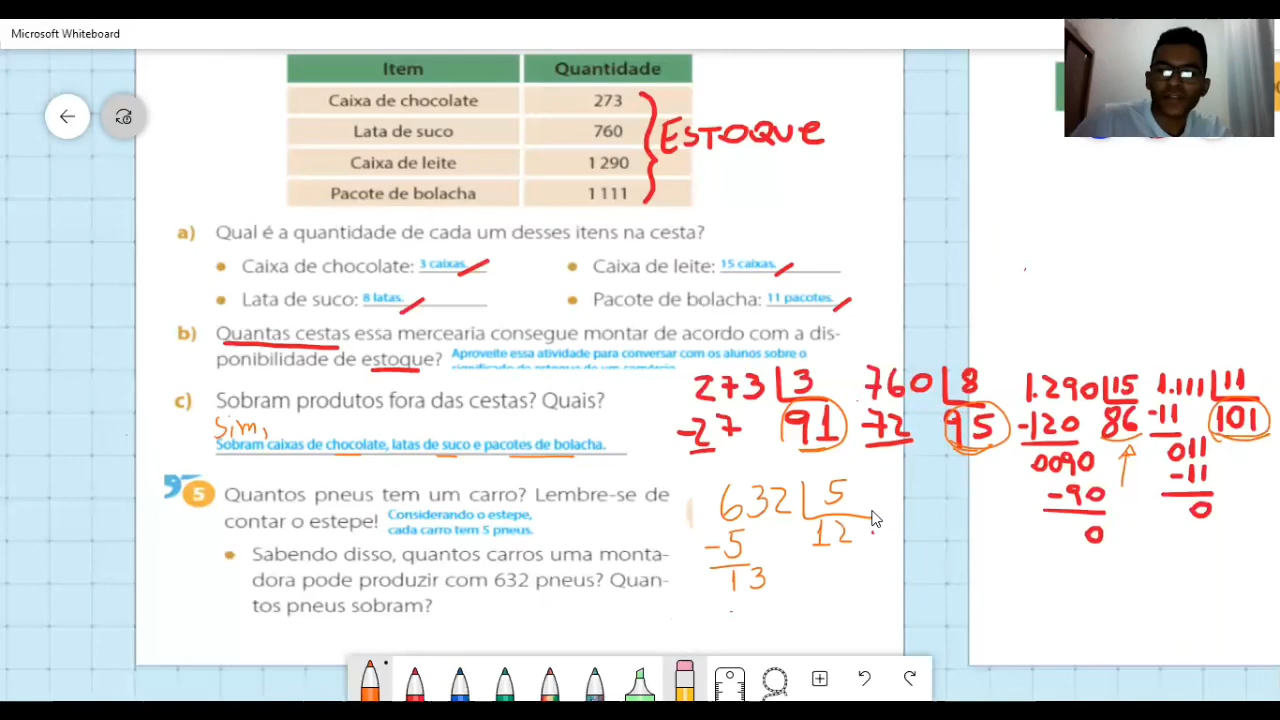 Microsoft Whiteboard
Item Quantidade
Caixa de chocolate 273
Lata de suco 760
Caixa de leite 1 290
Pacote de bolacha 1 111
ESTOQUE
a) Qual é a quantidade de cada um desses itens na cesta?
• Caixa de chocolate: 3 caixas. • Caixa de leite: 15 caixas.
• Lata de suco: 8 latas. • Pacote de bolacha: 11 pacotes.
b) Quantas cestas essa mercearia consegue montar de acordo com a dis-
ponibilidade de estoque? Aproveite essa atividade para conversar com os alunos sobre o
c) Sobram produtos fora das cestas? Quais?
Sim,
Sobram caixas de chocolate, latas de suco e pacotes de bolacha.
273 3 760 8 1.290 15 1.111 11
-27 91 72 95 -120 86 -11 101
0090 011
-90 -11
0 0
5 Quantos pneus tem um carro? Lembre-se de
contar o estepe! Considerando o estepe,
cada carro tem 5 pneus.
• Sabendo disso, quantos carros uma monta-
dora pode produzir com 632 pneus? Quan-
tos pneus sobram?
632 5
-5 12
13